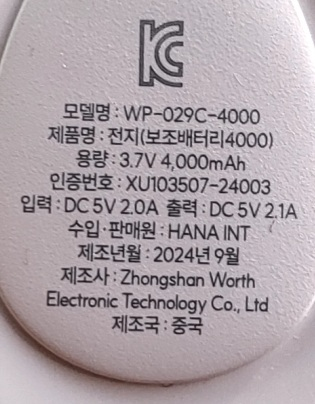 KC
모델명 : WP-029C-4000
제품명 : 전지(보조배터리4000)
용량 : 3.7V 4,000mAh
인증번호 : XU103507-24003
입력 : DC 5V 2.0A 출력 : DC 5V 2.1A
수입·판매원 : HANA INT
제조년월 : 2024년 9월
제조사 : Zhongshan Worth
Electronic Technology Co., Ltd
제조국 : 중국